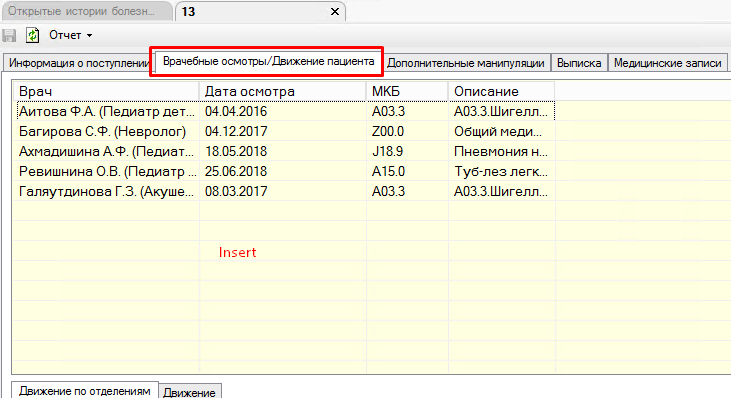 Открытые истории болезн... 13
Отчет
Информация о поступлении Врачебные осмотры/Движение пациента Дополнительные манипуляции Выписка Медицинские записи
Врач Дата осмотра МКБ Описание
Аитова Ф.А. (Педиатр дет... 04.04.2016 A03.3 A03.3.Шигелл...
Багирова С.Ф. (Невролог) 04.12.2017 Z00.0 Общий меди...
Ахмадишина А.Ф. (Педиат... 18.05.2018 J18.9 Пневмония н...
Ревишнина О.В. (Педиатр ... 25.06.2018 A15.0 Туб-лез легк...
Галяутдинова Г.З. (Акуше... 08.03.2017 A03.3 A03.3.Шигелл...
Insert
Движение по отделениям Движение